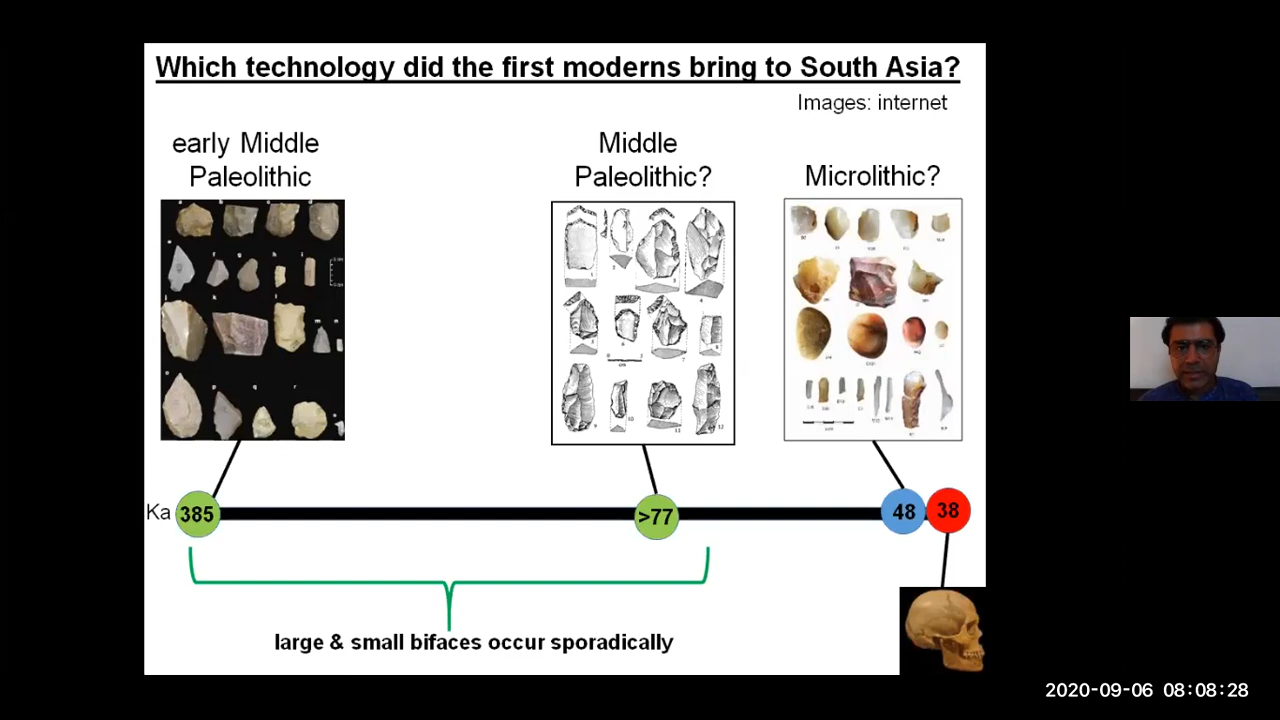 Which technology did the first moderns bring to South Asia?
Images: internet
early Middle
Paleolithic
Middle
Paleolithic?
Microlithic?
Ka 385 >77 48 38
large & small bifaces occur sporadically
2020-09-06 08:08:28